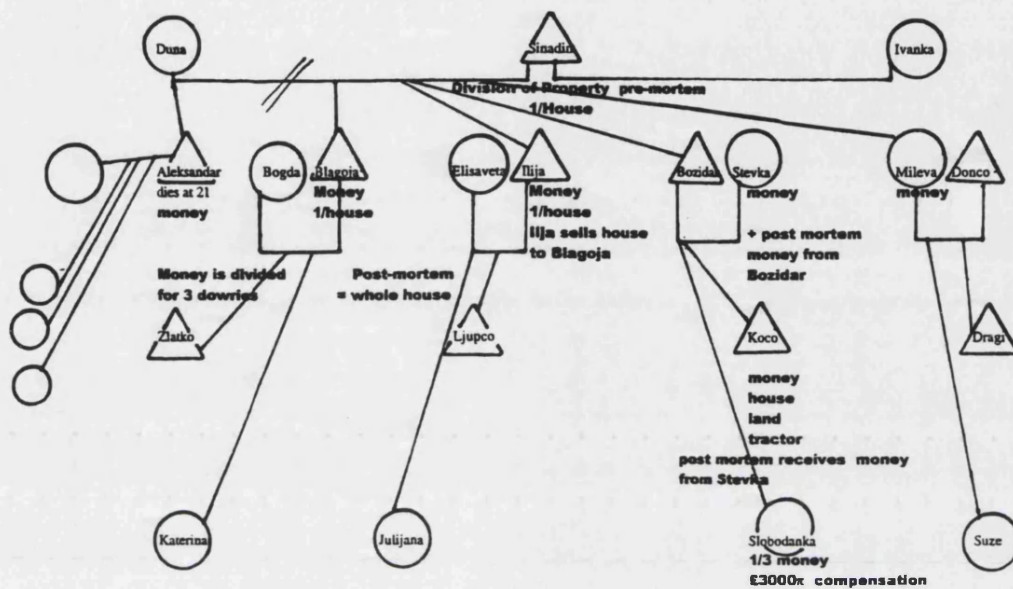 Duna
Sinadin
Ivanka
Division of Property pre-mortem
1/House
Aleksandar
dies at 21
money
Bogda
Blagoja
Money
1/house
Elisaveta
Ilija
Money
1/house
Ilja sells house
to Blagoja
Bozidar
Stevka
money
+ post mortem
money from
Bozidar
Mileva
money
Donco
Money is divided
for 3 dowries
Post-mortem
= whole house
Zlatko
Ljupco
Koco
money
house
land
tractor
post mortem receives money
from Stevka
Dragi
Katerina
Julijana
Slobodanka
1/3 money
£3000x compensation
Suze